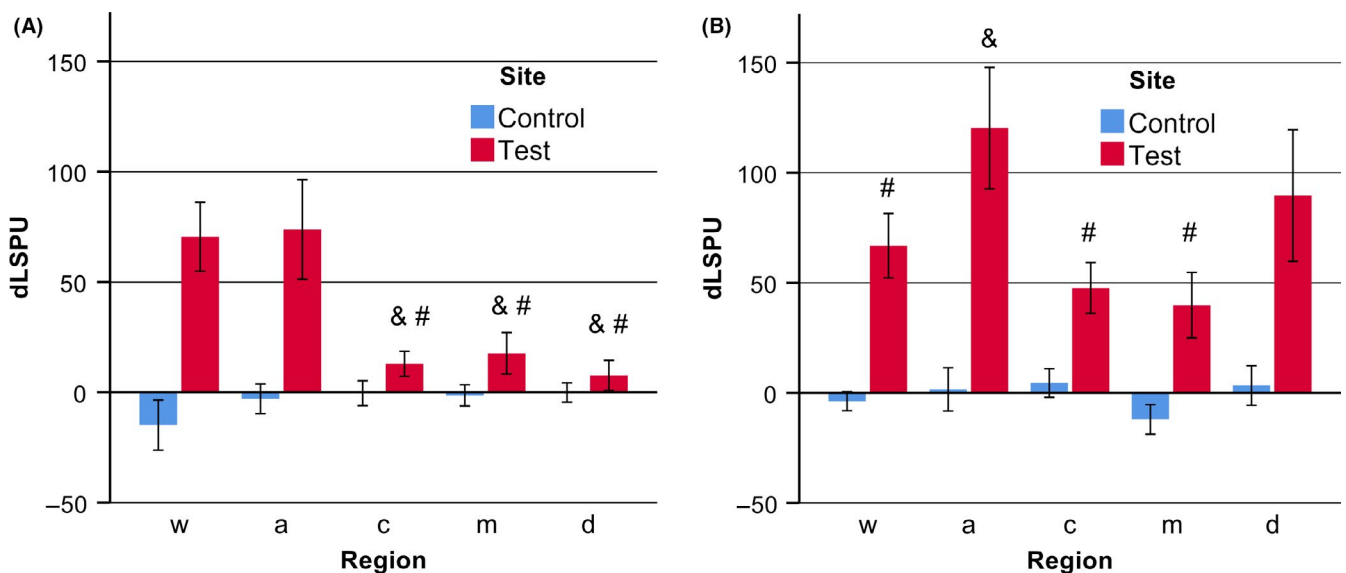 (A)
150
100
50
0
–50
dLSPU
Site
Control
Test
& #
& #
& #
w a c m d
Region
(B)
150
100
50
0
–50
dLSPU
Site
Control
Test
#
&
#
#
w a c m d
Region